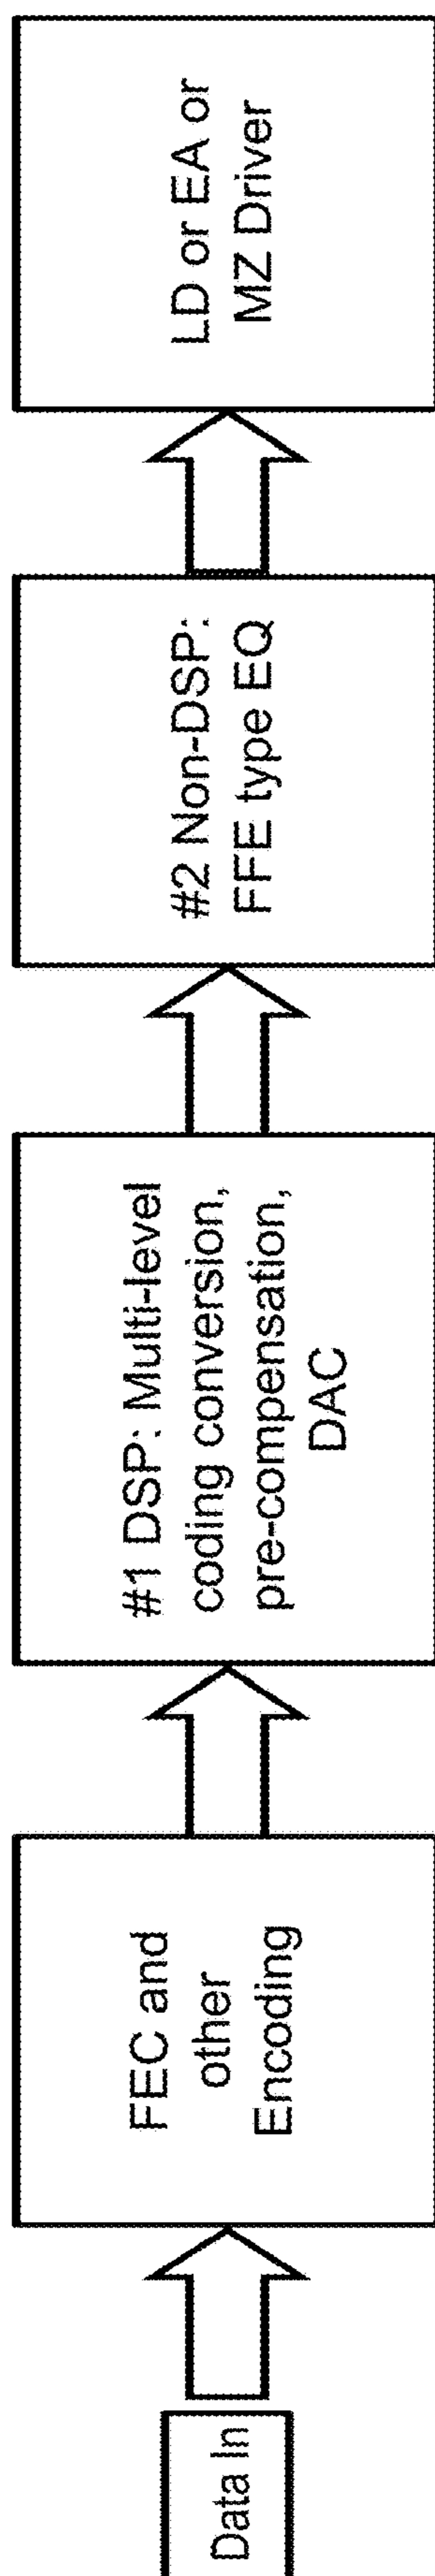 Data In
FEC and
other
Encoding
#1 DSP: Multi-level
coding conversion,
pre-compensation,
DAC
#2 Non-DSP:
FFE type EQ
LD or EA or
MZ Driver